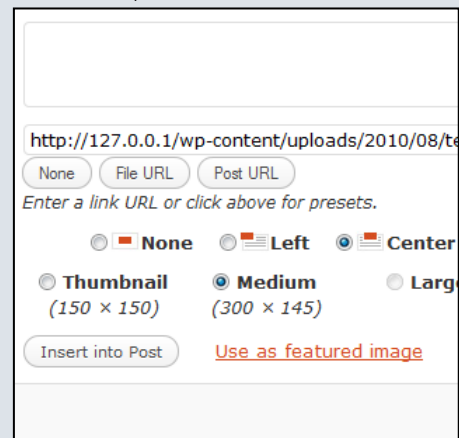 http://127.0.0.1/wp-content/uploads/2010/08/te
None File URL Post URL
Enter a link URL or click above for presets.
None Left Center
Thumbnail Medium Larg
(150 × 150) (300 × 145)
Insert into Post Use as featured image